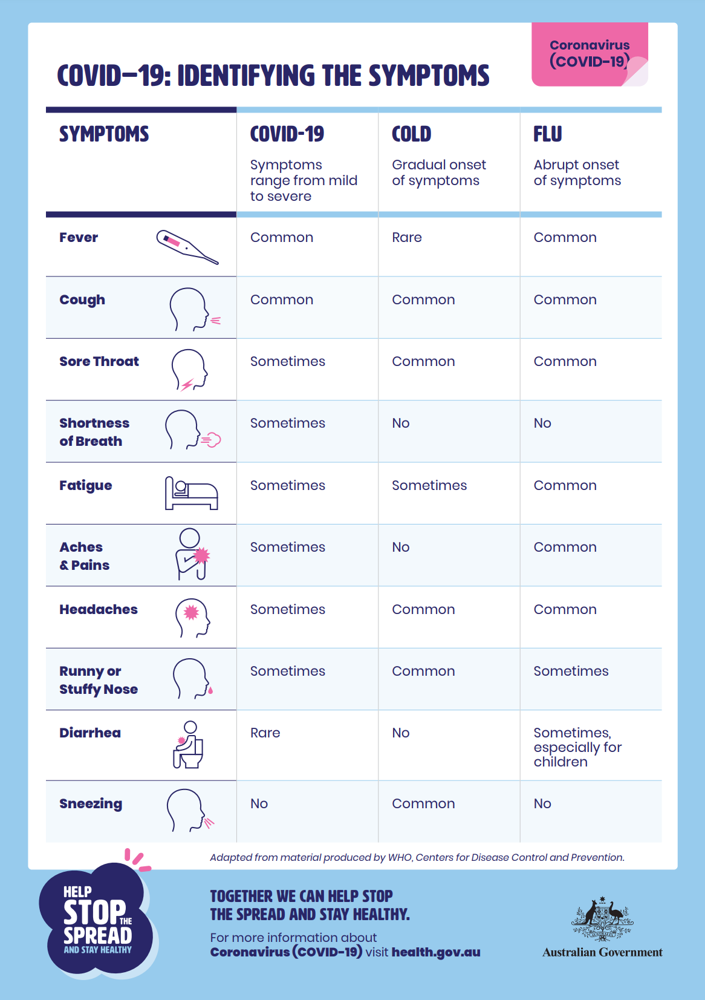 Coronavirus
(COVID-19)
COVID–19: IDENTIFYING THE SYMPTOMS
SYMPTOMS
COVID-19
Symptoms
range from mild
to severe
COLD
Gradual onset
of symptoms
FLU
Abrupt onset
of symptoms
Fever
Common
Rare
Common
Cough
Common
Common
Common
Sore Throat
Sometimes
Common
Common
Shortness
of Breath
Sometimes
No
No
Fatigue
Sometimes
Sometimes
Common
Aches
& Pains
Sometimes
No
Common
Headaches
Sometimes
Common
Common
Runny or
Stuffy Nose
Sometimes
Common
Sometimes
Diarrhea
Rare
No
Sometimes,
especially for
children
Sneezing
No
Common
No
Adapted from material produced by WHO, Centers for Disease Control and Prevention.
HELP
STOP THE
SPREAD
AND STAY HEALTHY
TOGETHER WE CAN HELP STOP
THE SPREAD AND STAY HEALTHY.
For more information about
Coronavirus (COVID-19) visit health.gov.au
AUSTRALIA
Australian Government